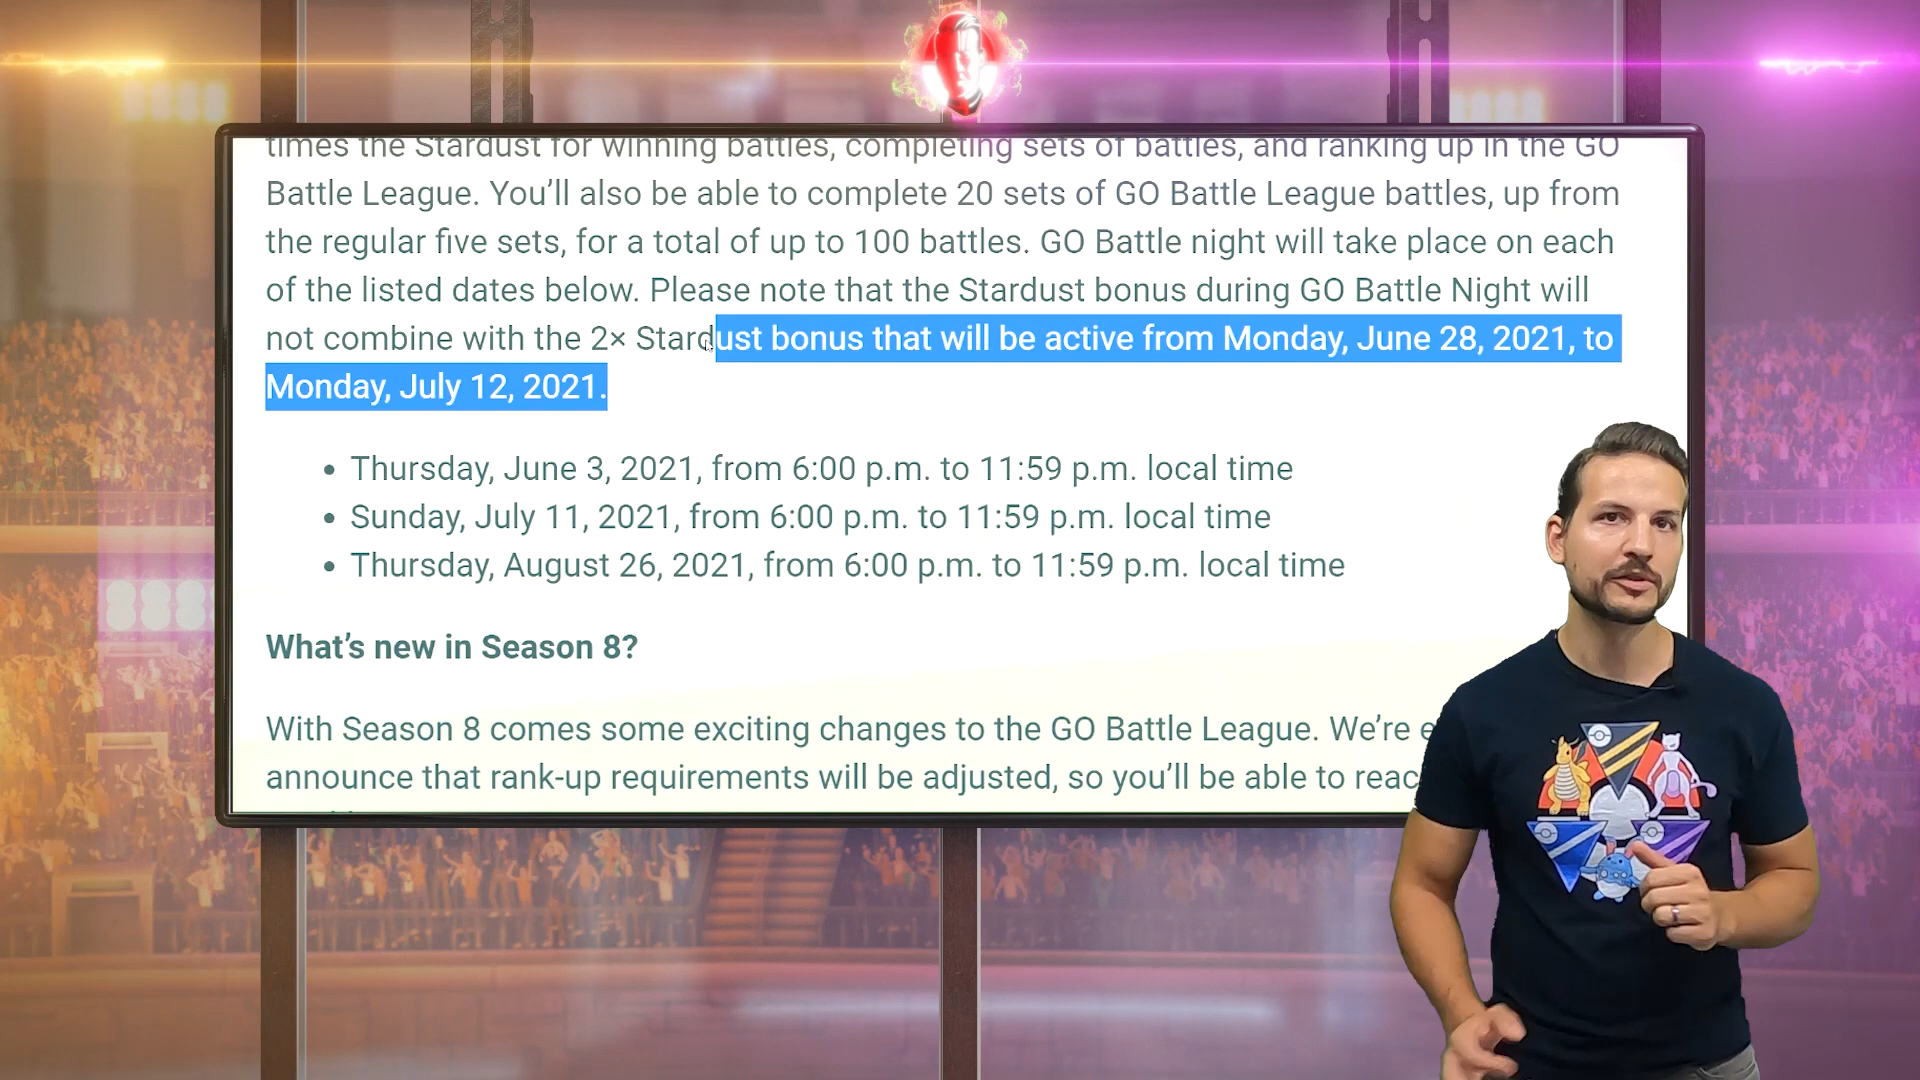 times the Stardust for winning battles, completing sets of battles, and ranking up in the GO
Battle League. You’ll also be able to complete 20 sets of GO Battle League battles, up from
the regular five sets, for a total of up to 100 battles. GO Battle night will take place on each
of the listed dates below. Please note that the Stardust bonus during GO Battle Night will
not combine with the 2× Stardust bonus that will be active from Monday, June 28, 2021, to
Monday, July 12, 2021.
• Thursday, June 3, 2021, from 6:00 p.m. to 11:59 p.m. local time
• Sunday, July 11, 2021, from 6:00 p.m. to 11:59 p.m. local time
• Thursday, August 26, 2021, from 6:00 p.m. to 11:59 p.m. local time
What’s new in Season 8?
With Season 8 comes some exciting changes to the GO Battle League. We’re
announce that rank-up requirements will be adjusted, so you’ll be able to